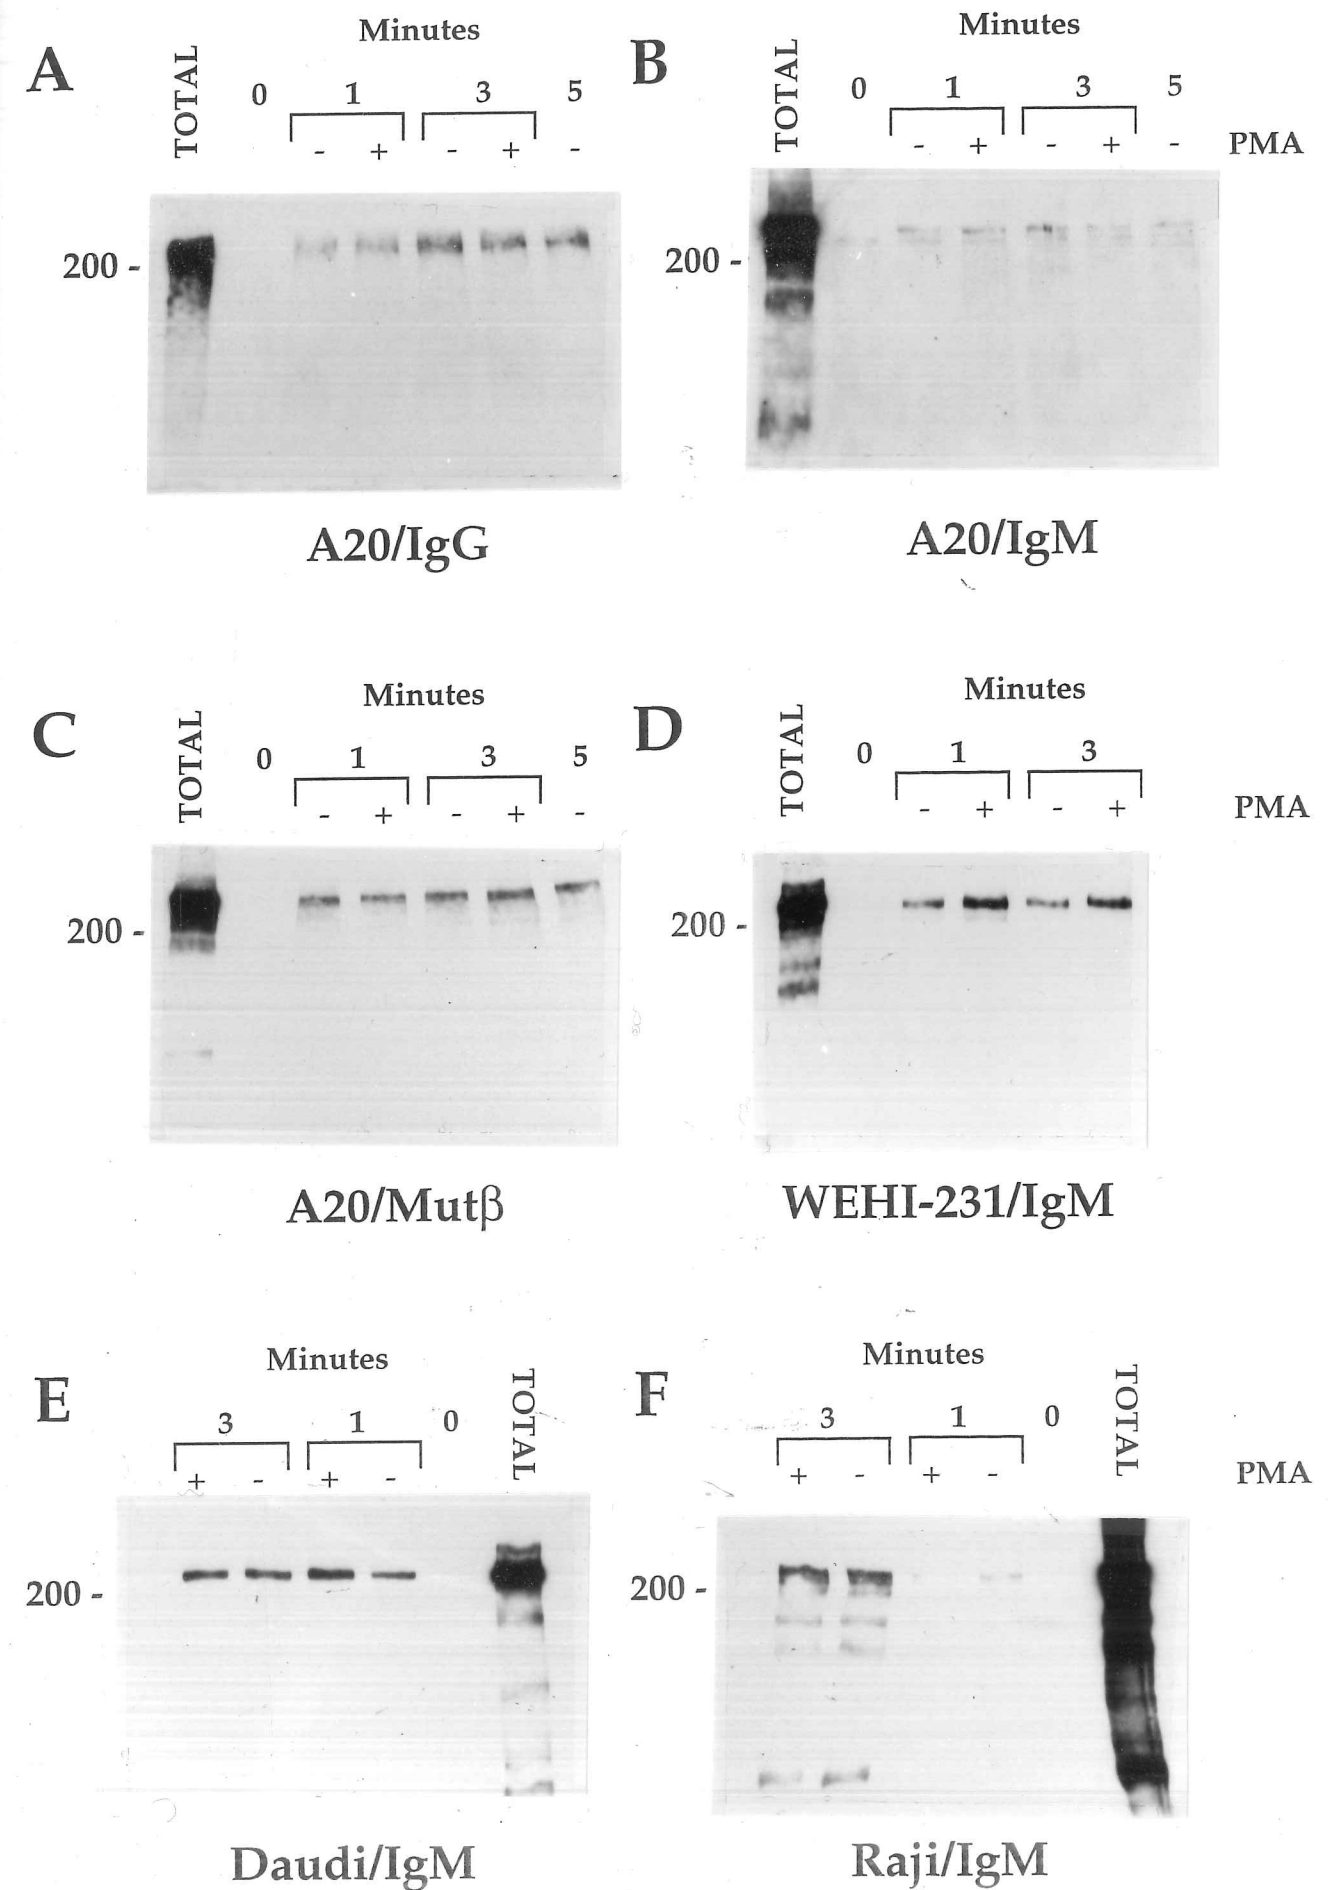 A
TOTAL
Minutes
0 1 3 5
- + - + -
200 -
A20/IgG
B
TOTAL
Minutes
0 1 3 5
- + - + - PMA
200 -
A20/IgM
C
TOTAL
Minutes
0 1 3 5
- + - + -
200 -
A20/Mutβ
D
TOTAL
Minutes
0 1 3
- + - + PMA
200 -
WEHI-231/IgM
E
Minutes
3 1 0
TOTAL
+ - + -
200 -
Daudi/IgM
F
Minutes
3 1 0
TOTAL
+ - + - PMA
200 -
Raji/IgM